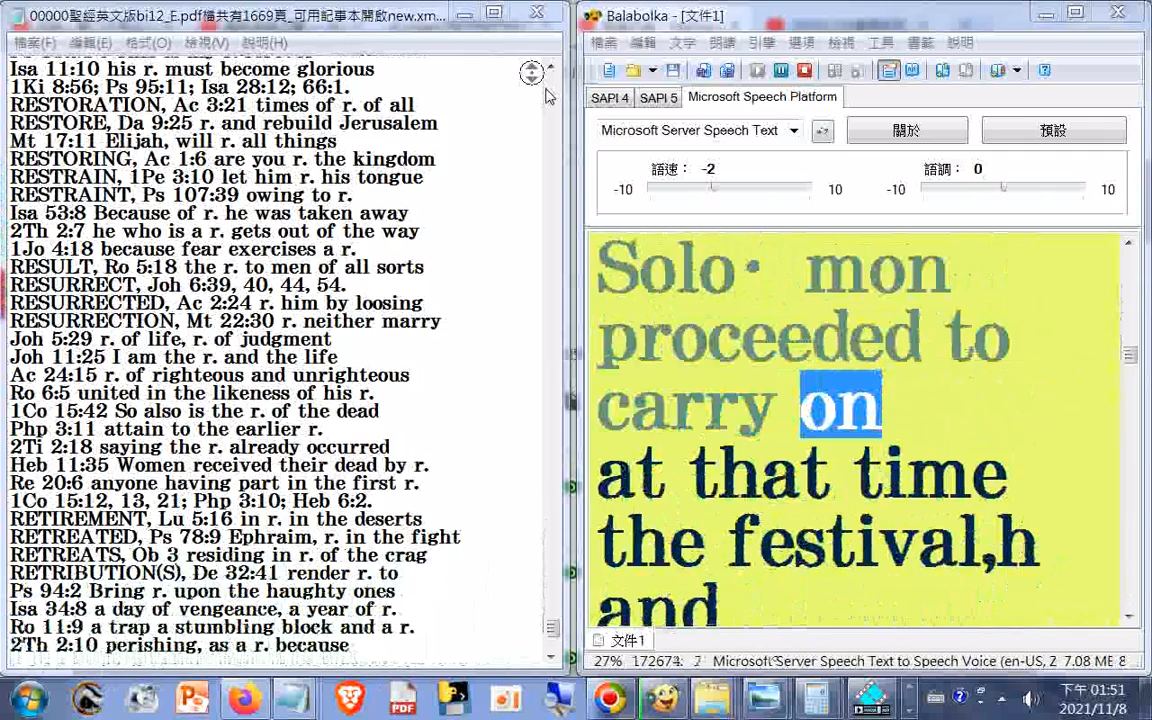 00000聖經英文版bi12_E.pdf檔共有1669頁_可用記事本開啟new.xm...
檔案(F) 編輯(E) 格式(O) 檢視(V) 說明(H)
Isa 11:10 his r. must become glorious
1Ki 8:56; Ps 95:11; Isa 28:12; 66:1.
RESTORATION, Ac 3:21 times of r. of all
RESTORE, Da 9:25 r. and rebuild Jerusalem
Mt 17:11 Elijah, will r. all things
RESTORING, Ac 1:6 are you r. the kingdom
RESTRAIN, 1Pe 3:10 let him r. his tongue
RESTRAINT, Ps 107:39 owing to r.
Isa 53:8 Because of r. he was taken away
2Th 2:7 he who is a r. gets out of the way
1Jo 4:18 because fear exercises a r.
RESULT, Ro 5:18 the r. to men of all sorts
RESURRECT, Joh 6:39, 40, 44, 54.
RESURRECTED, Ac 2:24 r. him by loosing
RESURRECTION, Mt 22:30 r. neither marry
Joh 5:29 r. of life, r. of judgment
Joh 11:25 I am the r. and the life
Ac 24:15 r. of righteous and unrighteous
Ro 6:5 united in the likeness of his r.
1Co 15:42 So also is the r. of the dead
Php 3:11 attain to the earlier r.
2Ti 2:18 saying the r. already occurred
Heb 11:35 Women received their dead by r.
Re 20:6 anyone having part in the first r.
1Co 15:12, 13, 21; Php 3:10; Heb 6:2.
RETIREMENT, Lu 5:16 in r. in the deserts
RETREATED, Ps 78:9 Ephraim, r. in the fight
RETREATS, Ob 3 residing in r. of the crag
RETRIBUTION(S), De 32:41 render r. to
Ps 94:2 Bring r. upon the haughty ones
Isa 34:8 a day of vengeance, a year of r.
Ro 11:9 a trap a stumbling block and a r.
2Th 2:10 perishing, as a r. because
Balabolka - [文件1]
檔案 編輯 文字 朗讀 引擎 選項 檢視 工具 書籤 說明
SAPI 4 SAPI 5 Microsoft Speech Platform
Microsoft Server Speech Text 關於 預設
語速： -2 語調： 0
-10 10 -10 10
Solo· mon
proceeded to
carry on
at that time
the festival,h
and
文件1
27% 172674: 2 Microsoft Server Speech Text to Speech Voice (en-US, 2 7.08 MB 8
PDF
下午 01:51
2021/11/8